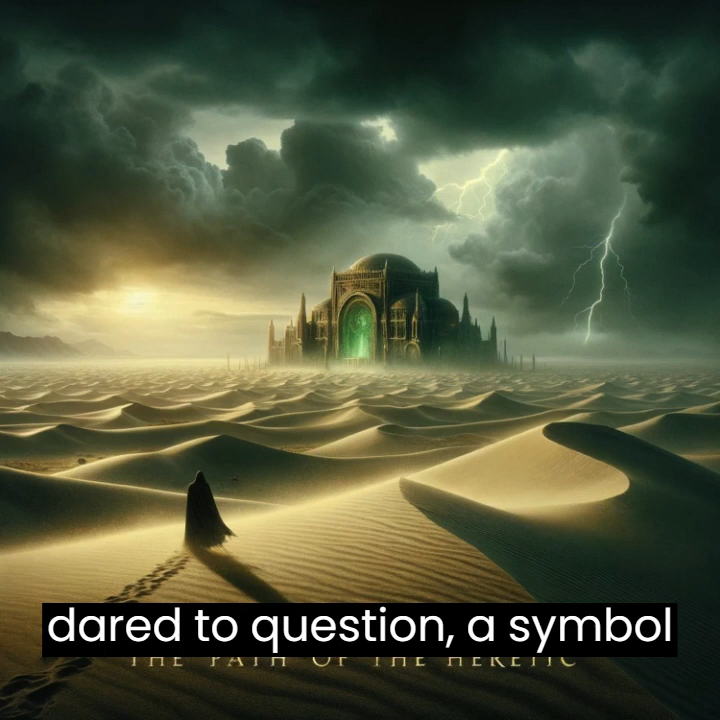 dared to question, a symbol
THE PATH OF THE HERETIC